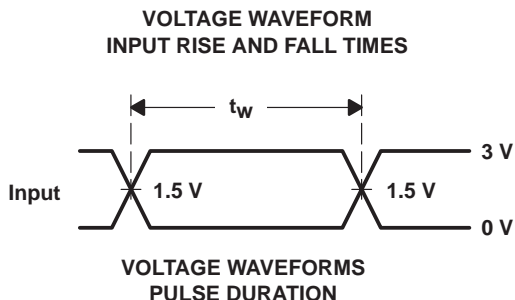 VOLTAGE WAVEFORM
INPUT RISE AND FALL TIMES
tw
3 V
Input
1.5 V
1.5 V
0 V
VOLTAGE WAVEFORMS
PULSE DURATION